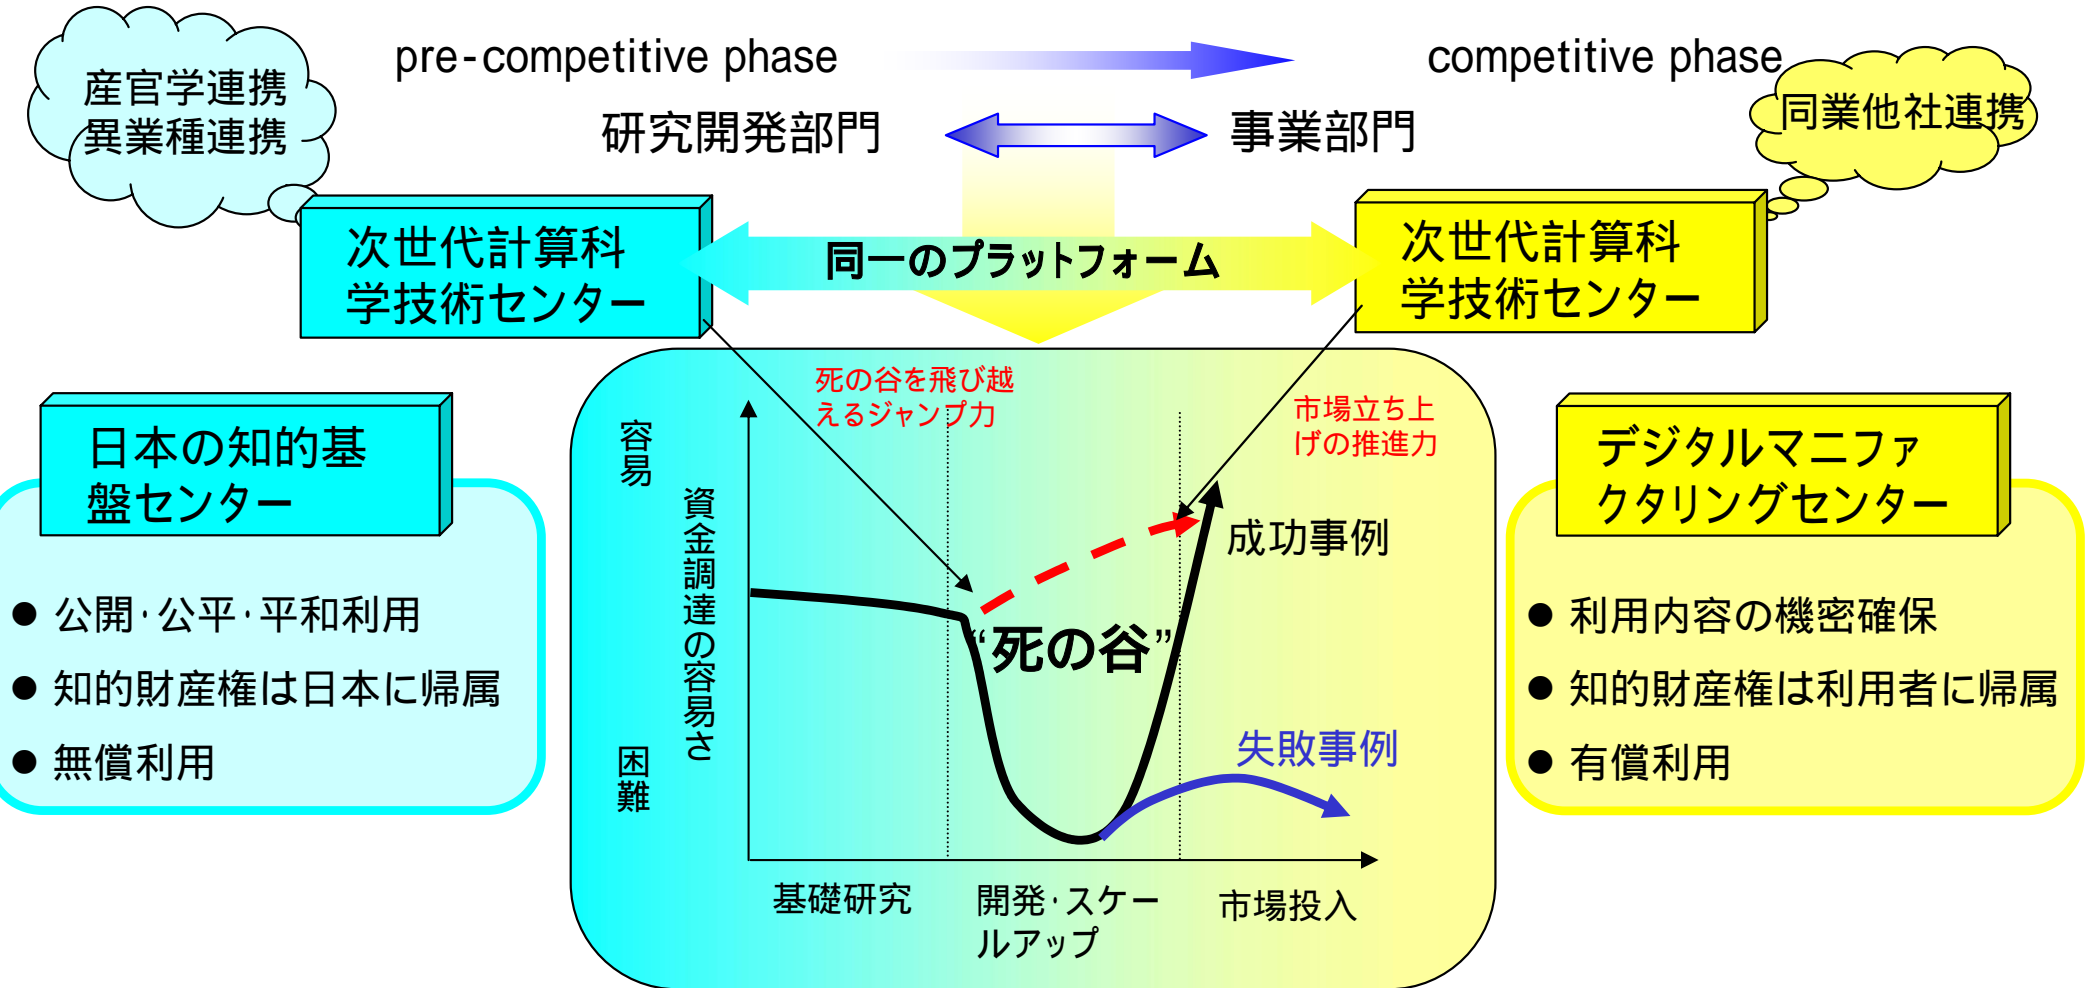 pre-competitive phase
competitive phase
産官学連携
異業種連携
同業他社連携
研究開発部門
事業部門
次世代計算科
学技術センター
同一のプラットフォーム
次世代計算科
学技術センター
日本の知的基
盤センター
● 公開・公平・平和利用
● 知的財産権は日本に帰属
● 無償利用
死の谷を飛び越
えるジャンプ力
市場立ち上
げの推進力
容易
資金調達の容易さ
困難
成功事例
“死の谷”
失敗事例
基礎研究
開発・スケー
ルアップ
市場投入
デジタルマニファ
クタリングセンター
● 利用内容の機密確保
● 知的財産権は利用者に帰属
● 有償利用